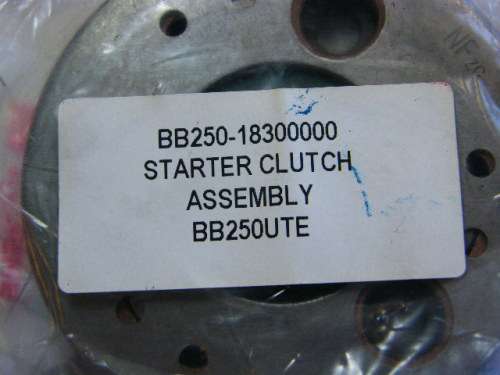 BB250-18300000
STARTER CLUTCH
ASSEMBLY
BB250UTE